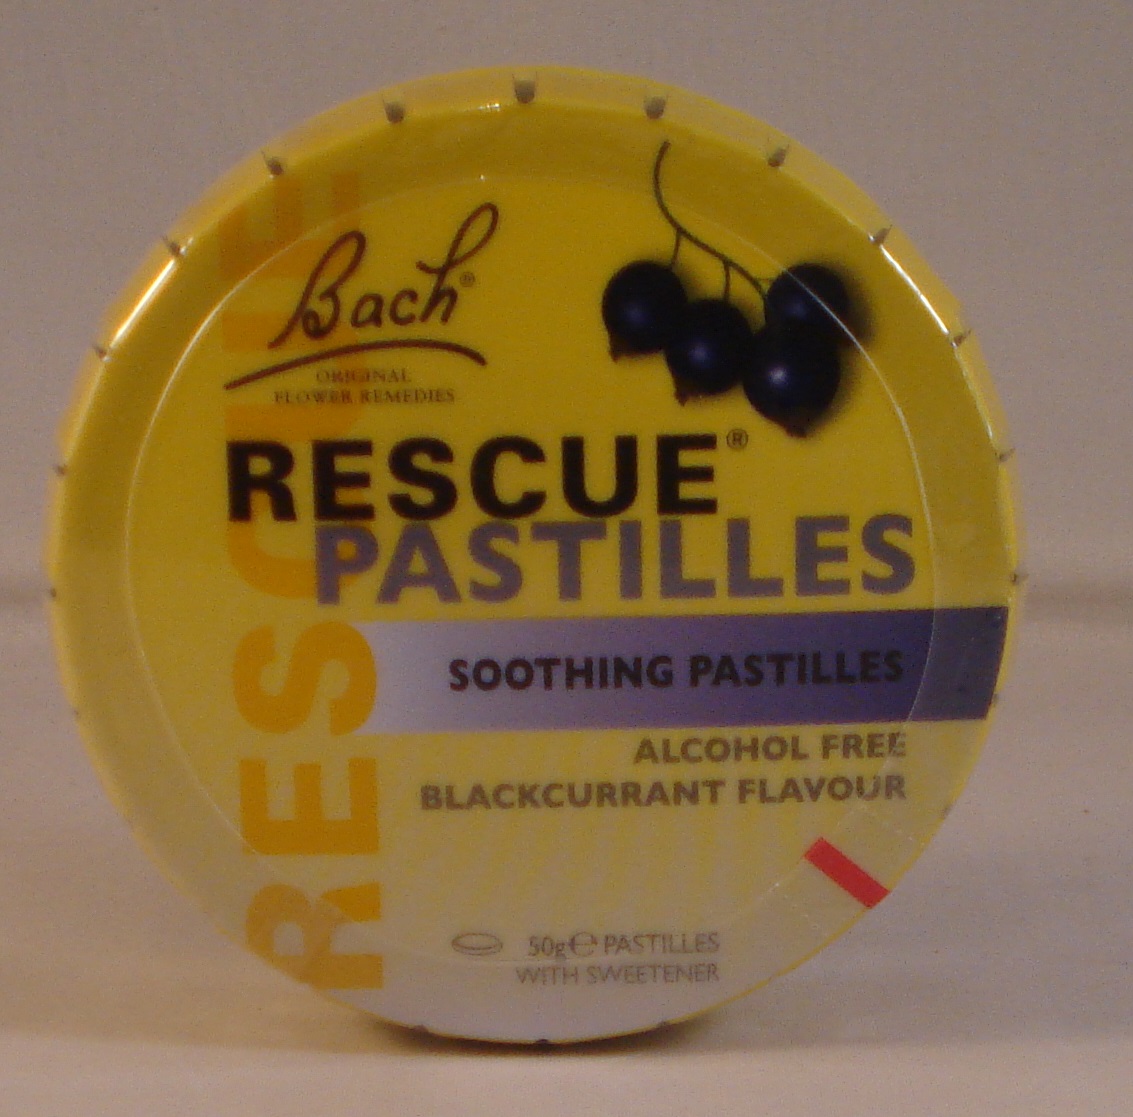 Bach®
ORIGINAL
FLOWER REMEDIES
RESCUE®
PASTILLES
SOOTHING PASTILLES
ALCOHOL FREE
BLACKCURRANT FLAVOUR
50g℮ PASTILLES
WITH SWEETENER
RESCUE